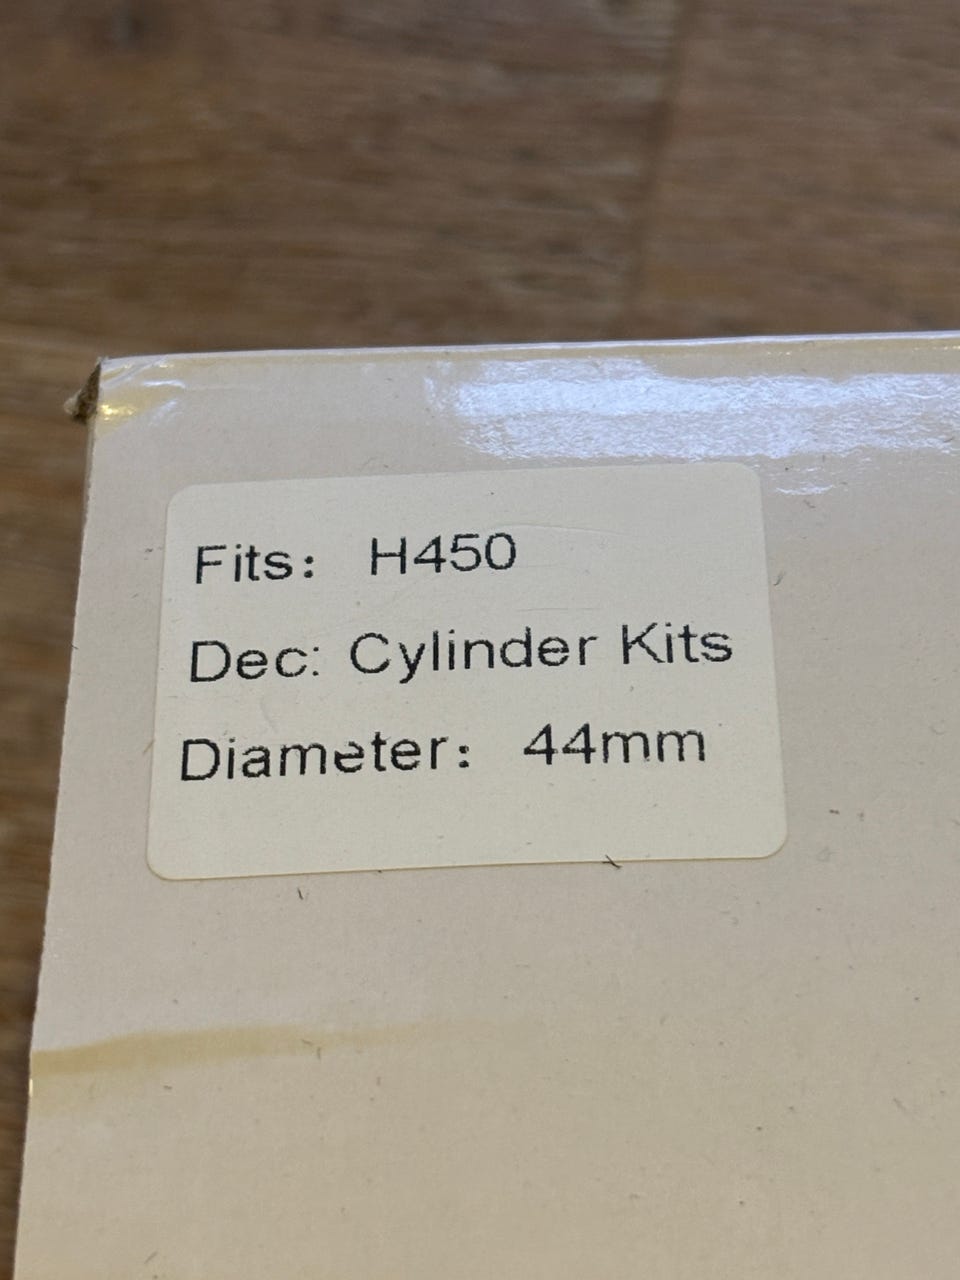 Fits: H450
Dec: Cylinder Kits
Diameter: 44mm